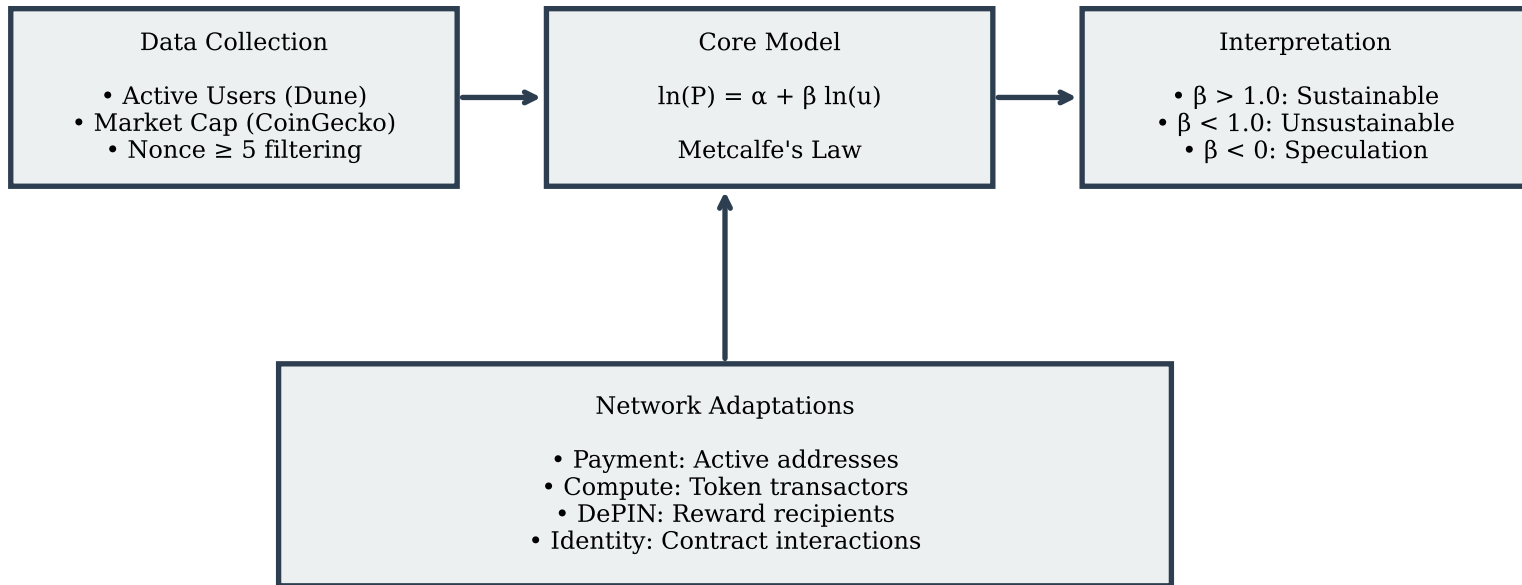 Data Collection
• Active Users (Dune)
• Market Cap (CoinGecko)
• Nonce ≥ 5 filtering
Core Model
ln(P) = α + β ln(u)
Metcalfe's Law
Interpretation
• β > 1.0: Sustainable
• β < 1.0: Unsustainable
• β < 0: Speculation
Network Adaptations
• Payment: Active addresses
• Compute: Token transactors
• DePIN: Reward recipients
• Identity: Contract interactions